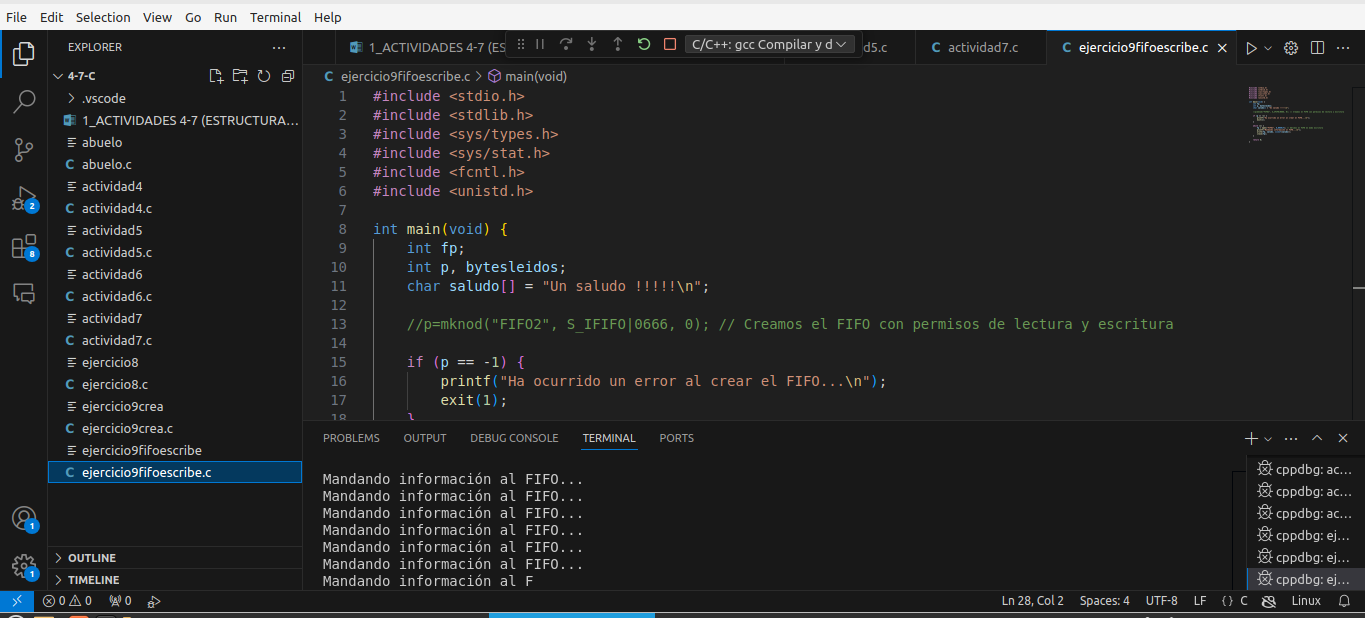 File Edit Selection View Go Run Terminal Help
EXPLORER
1_ACTIVIDADES 4-7 (ES
C/C++: gcc Compilar y d
d5.c
actividad7.c
ejercicio9fifoescribe.c
4-7-C
.vscode
1_ACTIVIDADES 4-7 (ESTRUCTURA...
abuelo
abuelo.c
actividad4
actividad4.c
actividad5
actividad5.c
actividad6
actividad6.c
actividad7
actividad7.c
ejercicio8
ejercicio8.c
ejercicio9crea
ejercicio9crea.c
ejercicio9fifoescribe
ejercicio9fifoescribe.c
OUTLINE
TIMELINE
2
8
1
1
C ejercicio9fifoescribe.c > main(void)
1 #include <stdio.h>
2 #include <stdlib.h>
3 #include <sys/types.h>
4 #include <sys/stat.h>
5 #include <fcntl.h>
6 #include <unistd.h>
7
8 int main(void) {
9 int fp;
10 int p, bytesleidos;
11 char saludo[] = "Un saludo !!!!!\n";
12
13 //p=mknod("FIFO2", S_IFIFO|0666, 0); // Creamos el FIFO con permisos de lectura y escritura
14
15 if (p == -1) {
16 printf("Ha ocurrido un error al crear el FIFO...\n");
17 exit(1);
18 }
PROBLEMS OUTPUT DEBUG CONSOLE TERMINAL PORTS
Mandando información al FIFO...
Mandando información al FIFO...
Mandando información al FIFO...
Mandando información al FIFO...
Mandando información al FIFO...
Mandando información al FIFO...
Mandando información al F
cppdbg: ac...
cppdbg: ac...
cppdbg: ac...
cppdbg: ej...
cppdbg: ej...
cppdbg: ej...
0 0 0 Ln 28, Col 2 Spaces: 4 UTF-8 LF {} C Linux